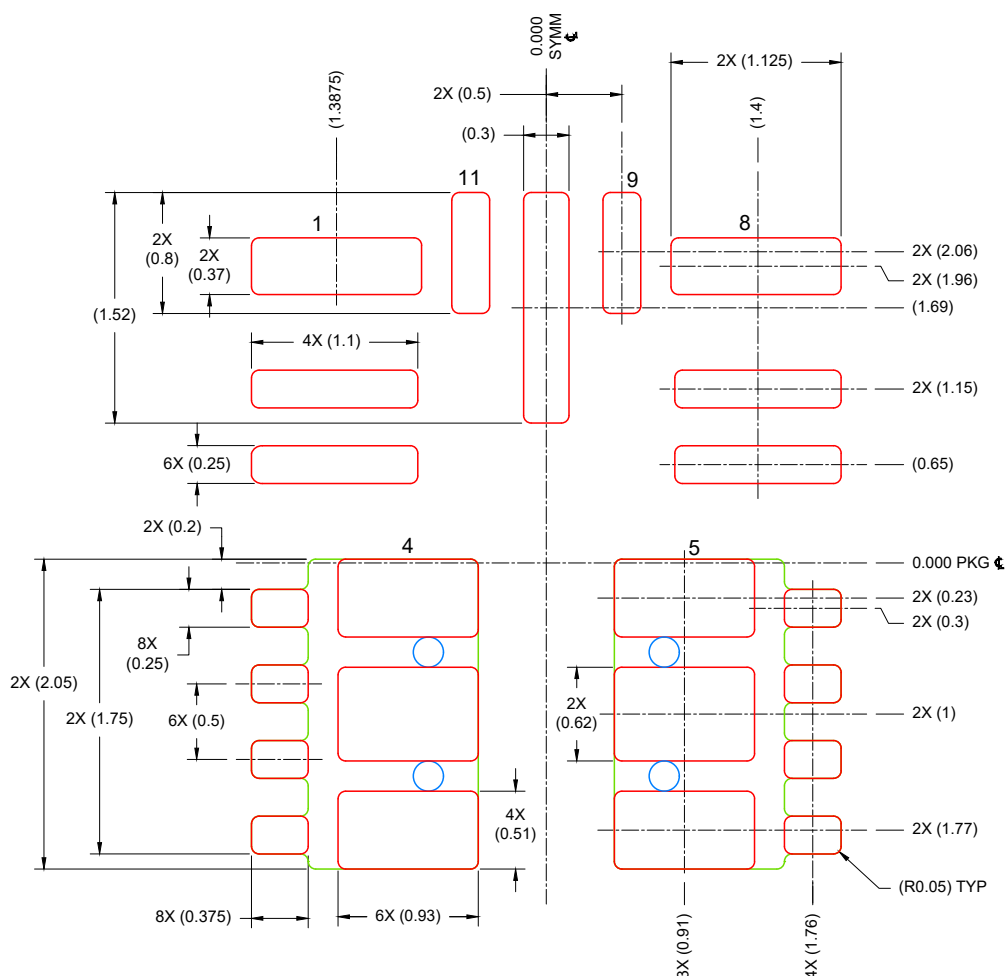 0.000
SYMM
℄
2X (1.125)
2X (0.5)
(1.3875)
(1.4)
(0.3)
11
9
1
8
2X
(0.8)
2X
(0.37)
2X (2.06)
2X (1.96)
(1.69)
(1.52)
4X (1.1)
2X (1.15)
6X (0.25)
(0.65)
2X (0.2)
4
5
0.000 PKG ℄
2X (0.23)
2X (0.3)
8X
(0.25)
2X (2.05)
2X (1.75)
6X (0.5)
2X
(0.62)
2X (1)
4X
(0.51)
2X (1.77)
(R0.05) TYP
8X (0.375)
6X (0.93)
(0.91)
4X (1.76)